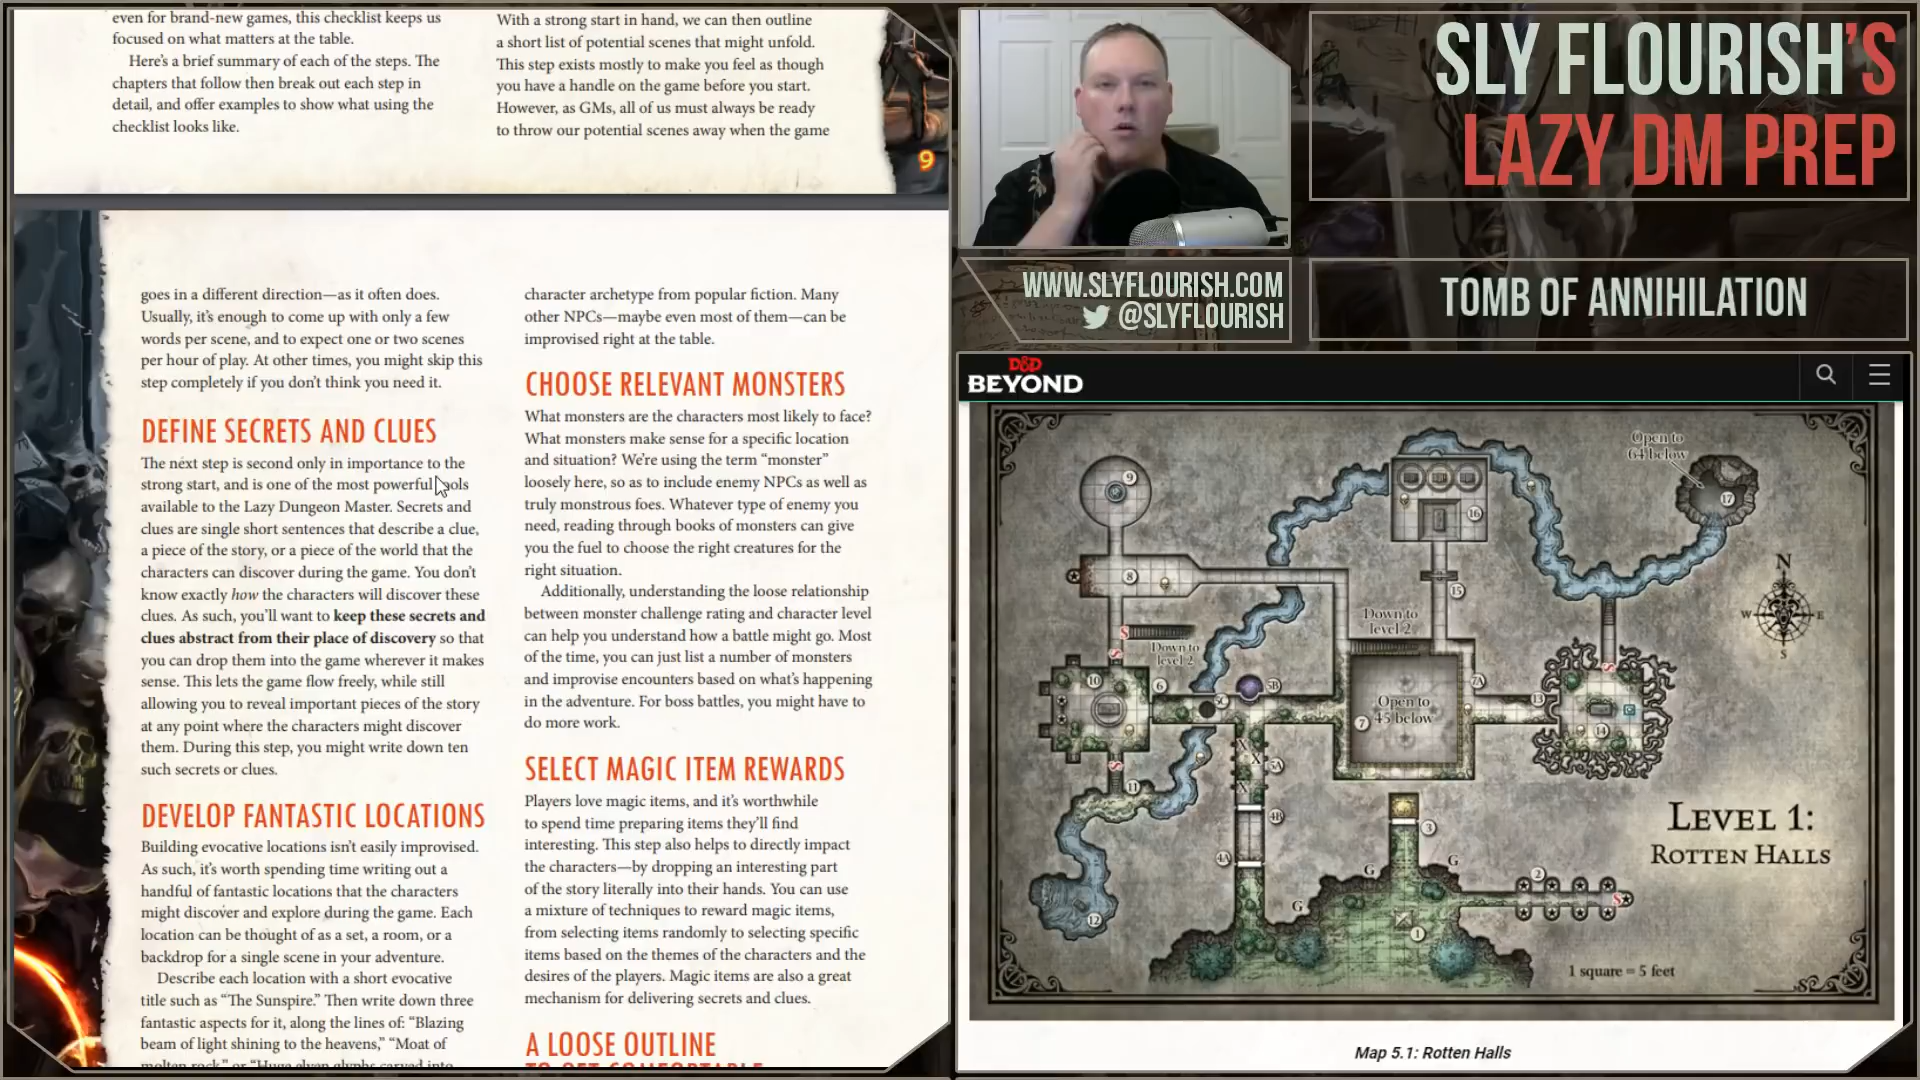 even for brand-new games, this checklist keeps us
focused on what matters at the table.
Here's a brief summary of each of the steps. The
chapters that follow then break out each step in
detail, and offer examples to show what using the
checklist looks like.
With a strong start in hand, we can then outline
a short list of potential scenes that might unfold.
This step exists mostly to make you feel as though
you have a handle on the game before you start.
However, as GMs, all of us must always be ready
to throw our potential scenes away when the game
9
goes in a different direction—as it often does.
Usually, it's enough to come up with only a few
words per scene, and to expect one or two scenes
per hour of play. At other times, you might skip this
step completely if you don't think you need it.
DEFINE SECRETS AND CLUES
The next step is second only in importance to the
strong start, and is one of the most powerful tools
available to the Lazy Dungeon Master. Secrets and
clues are single short sentences that describe a clue,
a piece of the story, or a piece of the world that the
characters can discover during the game. You don't
know exactly how the characters will discover these
clues. As such, you'll want to keep these secrets and
clues abstract from their place of discovery so that
you can drop them into the game wherever it makes
sense. This lets the game flow freely, while still
allowing you to reveal important pieces of the story
at any point where the characters might discover
them. During this step, you might write down ten
such secrets or clues.
DEVELOP FANTASTIC LOCATIONS
Building evocative locations isn't easily improvised.
As such, it's worth spending time writing out a
handful of fantastic locations that the characters
might discover and explore during the game. Each
location can be thought of as a set, a room, or a
backdrop for a single scene in your adventure.
Describe each location with a short evocative
title such as “The Sunspire.” Then write down three
fantastic aspects for it, along the lines of: “Blazing
beam of light shining to the heavens,” “Moat of
molten rock” or “Huge elven glyphs carved into
character archetype from popular fiction. Many
other NPCs—maybe even most of them—can be
improvised right at the table.
CHOOSE RELEVANT MONSTERS
What monsters are the characters most likely to face?
What monsters make sense for a specific location
and situation? We're using the term “monster”
loosely here, so as to include enemy NPCs as well as
truly monstrous foes. Whatever type of enemy you
need, reading through books of monsters can give
you the fuel to choose the right creatures for the
right situation.
Additionally, understanding the loose relationship
between monster challenge rating and character level
can help you understand how a battle might go. Most
of the time, you can just list a number of monsters
and improvise encounters based on what's happening
in the adventure. For boss battles, you might have to
do more work.
SELECT MAGIC ITEM REWARDS
Players love magic items, and it's worthwhile
to spend time preparing items they'll find
interesting. This step also helps to directly impact
the characters—by dropping an interesting part
of the story literally into their hands. You can use
a mixture of techniques to reward magic items,
from selecting items randomly to selecting specific
items based on the themes of the characters and the
desires of the players. Magic items are also a great
mechanism for delivering secrets and clues.
A LOOSE OUTLINE
TO GET COMFORTABLE
SLY FLOURISH'S
LAZY DM PREP
WWW.SLYFLOURISH.COM
@SLYFLOURISH
TOMB OF ANNIHILATION
D&D
BEYOND
Open to
64 below
9
17
16
N
8
15
W
E
Down to
level 2
S
S
Down to
level 2
S
S
S
10
6
5B
7A
5C
13
Open to
45 below
7
14
X
X
5A
X
S
11
LEVEL 1:
ROTTEN HALLS
4B
3
4A
G
G
2
G
S
12
1
1 square = 5 feet
S
Map 5.1: Rotten Halls